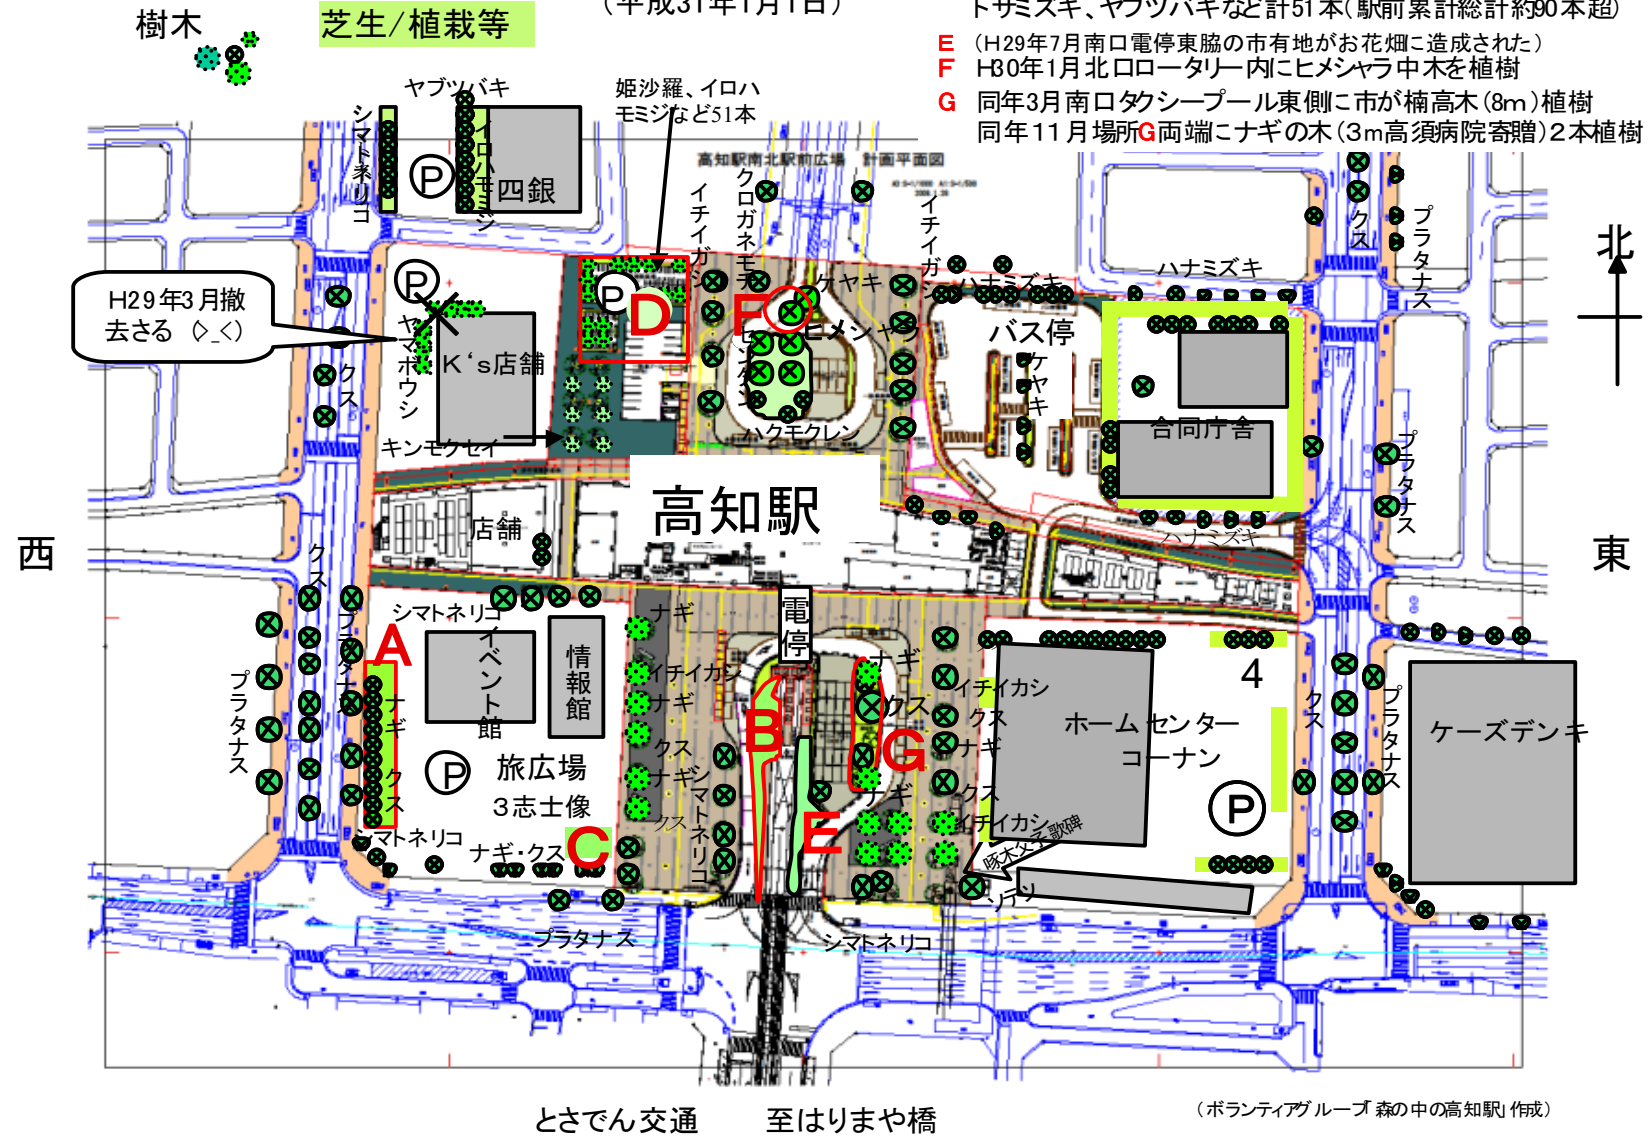 (平成31年1月1日)
樹木
芝生/植栽等
トサミズキ、ヤブツバキなど計51本(駅前累計総計約90本超)
E (H29年7月南口電停東脇の市有地がお花畑に造成された)
F H30年1月北口ロータリー内にヒメシャラ中木を植樹
G 同年3月南口タクシープール東側に市が楠高木(8m)植樹
同年11月場所G両端にナギの木(3m高須病院寄贈)2本植樹
ヤブツバキ
姫沙羅、イロハ
モミジなど51本
シマトネリコ
P
イロハモミジ
四銀
高知駅南北駅前広場 計画平面図
イチイガシ
クロガネモチ
イチイガシ
クス
プラタナス
北
H29年3月撤
去さる (>_<)
P
ヤマボウシ
K's店舗
P
D
F
ケヤキ
ヒメシャラ
ハナミズキ
ハナミズキ
バス停
ケヤキ
センダン
クス
合同庁舎
ハクモクレン
キンモクセイ
プラタナス
高知駅
店舗
ハナミズキ
西
東
クス
シマトネリコ
電停
ナギ
A
プラタナス
イベント館
情報館
イチイカシ
ナギ
クス
ナギ
クス
プラタナス
ナギ
クス
B
ナギ
クス
G
ナギ
イチイカシ
クス
ナギ
クス
イチイカシ
4
ホームセンター
コーナン
クス
プラタナス
ケーズデンキ
P
旅広場
3志士像
シマトネリコ
E
P
C
シマトネリコ
ナギ・クス
啄木父子歌碑
ソテツ
プラタナス
シマトネリコ
とさでん交通 至はりまや橋
(ボランティアグループ「森の中の高知駅」作成)